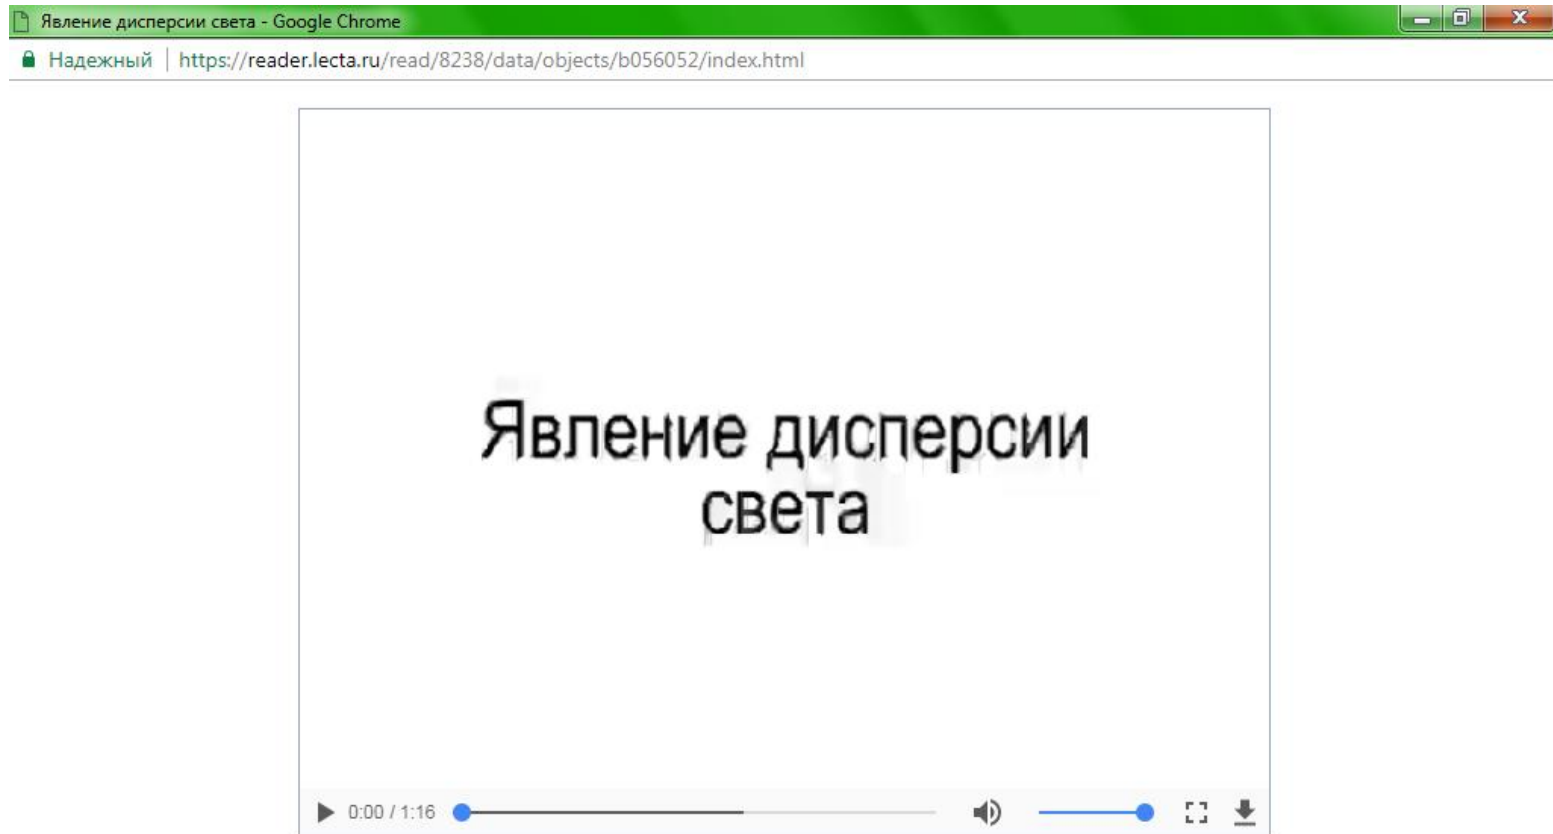 Явление дисперсии света - Google Chrome
Надежный | https://reader.lecta.ru/read/8238/data/objects/b056052/index.html
Явление дисперсии
света
0:00 / 1:16